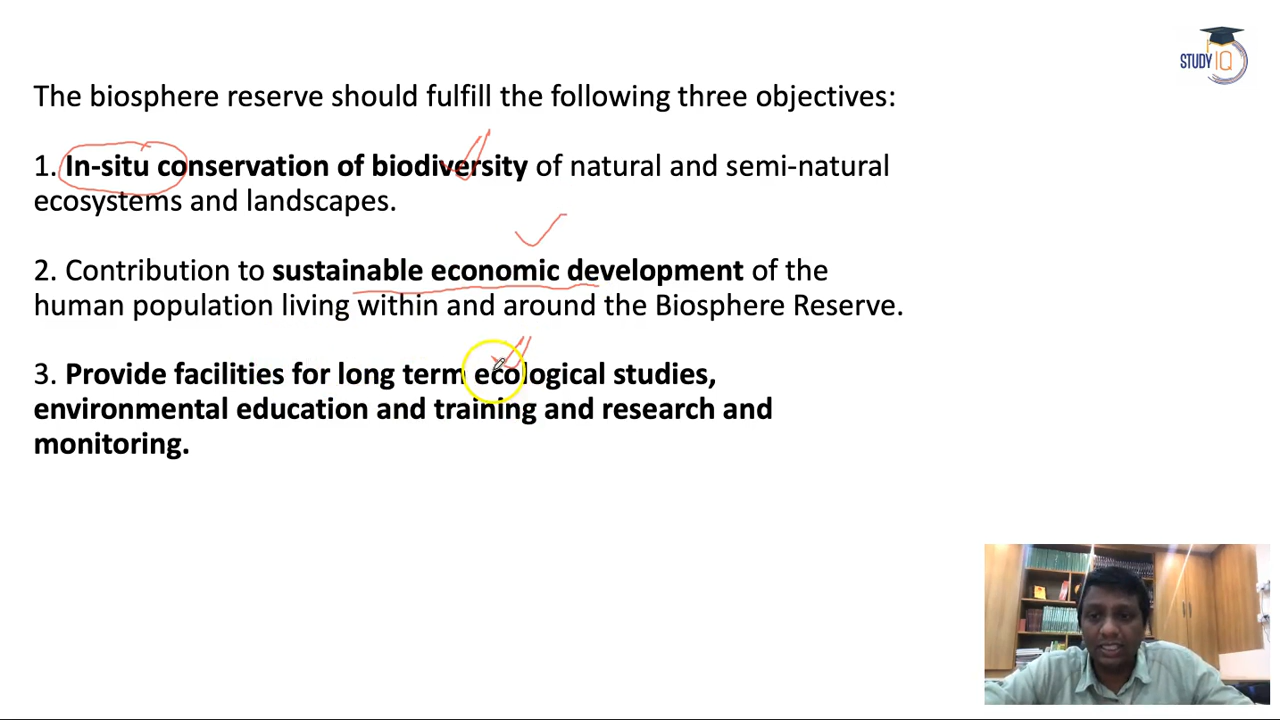 STUDY IQ
The biosphere reserve should fulfill the following three objectives:
1. In-situ conservation of biodiversity of natural and semi-natural
ecosystems and landscapes.
2. Contribution to sustainable economic development of the
human population living within and around the Biosphere Reserve.
3. Provide facilities for long term ecological studies,
environmental education and training and research and
monitoring.